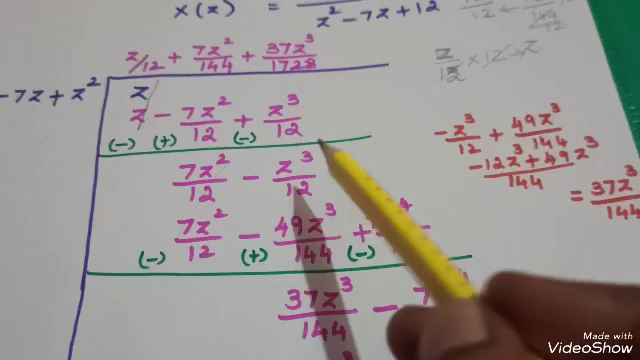 x(z) = z² - 7z + 12
z/12 + 7z²/144 + 37z³/1728
- 7z + z²
z
z - 7z²/12 + z³/12
(-) (+) (-)
7z²/12 - z³/12
7z²/12 - 49z³/144 +
(-) (+) (-)
37z³/144 -
z/12 × 12 → z
-z³/12 + 49z³/144
-12z³ + 49z³/144
= 37z³/144
Made With
VideoShow